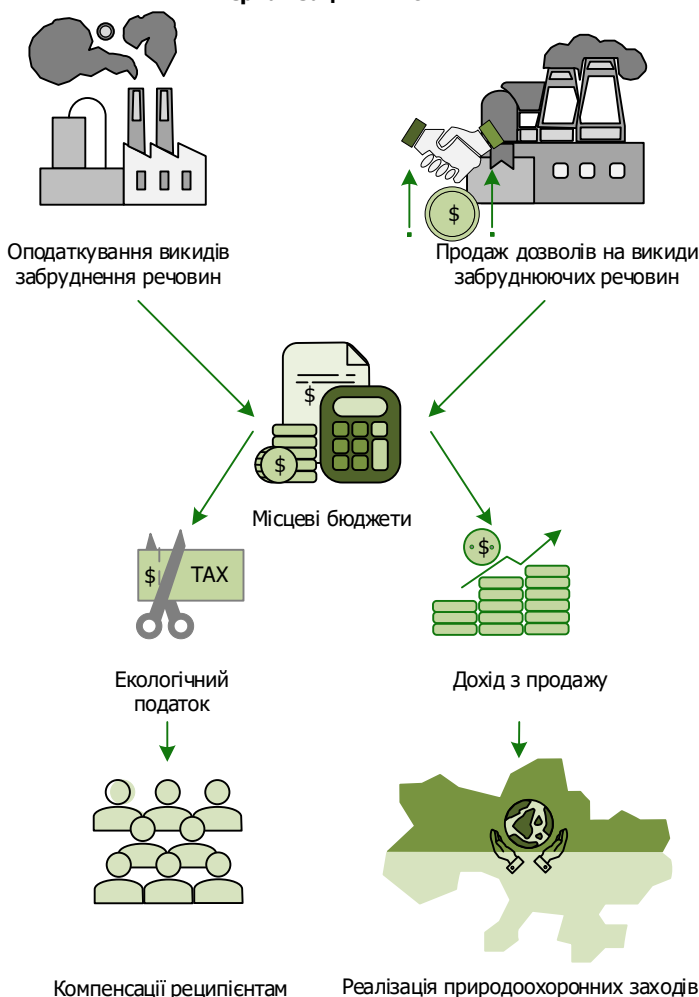 $
Оподаткування викидів
забруднення речовин
Продаж дозволів на викиди
забруднюючих речовин
$
$
Місцеві бюджети
$ TAX
$
Екологічний
податок
Дохід з продажу
Компенсації реципієнтам
Реалізація природоохоронних заходів